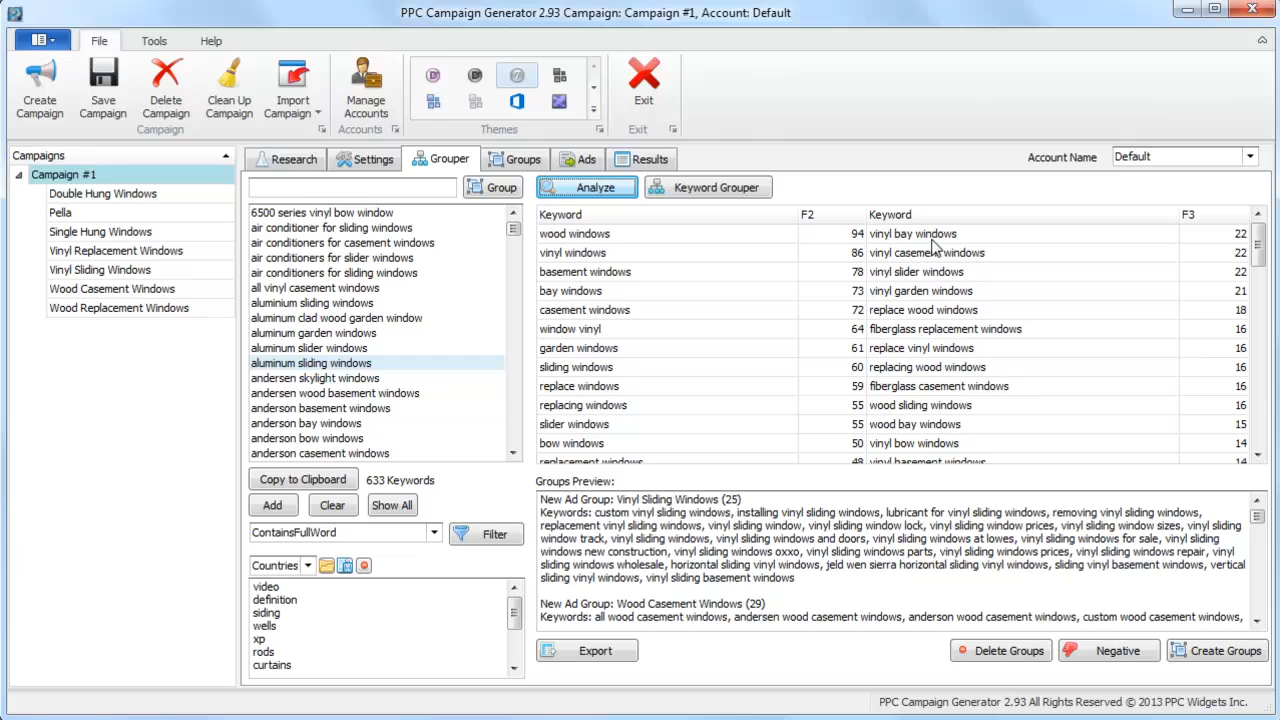 PPC Campaign Generator 2.93 Campaign: Campaign #1, Account: Default
File Tools Help
Create Campaign
Save Campaign
Delete Campaign
Clean Up Campaign
Import Campaign
Manage Accounts
Exit
Campaign Accounts Themes Exit
Campaigns
Campaign #1
Double Hung Windows
Pella
Single Hung Windows
Vinyl Replacement Windows
Vinyl Sliding Windows
Wood Casement Windows
Wood Replacement Windows
Research Settings Grouper Groups Ads Results
Account Name Default
Group
6500 series vinyl bow window
air conditioner for sliding windows
air conditioners for casement windows
air conditioners for slider windows
air conditioners for sliding windows
all vinyl casement windows
aluminium sliding windows
aluminum clad wood garden window
aluminum garden windows
aluminum slider windows
aluminum sliding windows
andersen skylight windows
andersen wood basement windows
anderson basement windows
anderson bay windows
anderson bow windows
anderson casement windows
Copy to Clipboard 633 Keywords
Add Clear Show All
ContainsFullWord Filter
Countries
video
definition
siding
wells
xp
rods
curtains
Analyze Keyword Grouper
Keyword F2 Keyword F3
wood windows 94 vinyl bay windows 22
vinyl windows 86 vinyl casement windows 22
basement windows 78 vinyl slider windows 22
bay windows 73 vinyl garden windows 21
casement windows 72 replace wood windows 18
window vinyl 64 fiberglass replacement windows 16
garden windows 61 replace vinyl windows 16
sliding windows 60 replacing wood windows 16
replace windows 59 fiberglass casement windows 16
replacing windows 55 wood sliding windows 16
slider windows 55 wood bay windows 15
bow windows 50 vinyl bow windows 14
replacement windows 48 vinyl basement windows 14
Groups Preview:
New Ad Group: Vinyl Sliding Windows (25)
Keywords: custom vinyl sliding windows, installing vinyl sliding windows, lubricant for vinyl sliding windows, removing vinyl sliding windows,
replacement vinyl sliding windows, vinyl sliding window, vinyl sliding window lock, vinyl sliding window prices, vinyl sliding window sizes, vinyl sliding
window track, vinyl sliding windows, vinyl sliding windows and doors, vinyl sliding windows at lowes, vinyl sliding windows for sale, vinyl sliding
windows new construction, vinyl sliding windows oxxo, vinyl sliding windows parts, vinyl sliding windows prices, vinyl sliding windows repair, vinyl
sliding windows wholesale, horizontal sliding vinyl windows, jeld wen sierra horizontal sliding vinyl windows, sliding vinyl basement windows, vertical
sliding vinyl windows, vinyl sliding basement windows
New Ad Group: Wood Casement Windows (29)
Keywords: all wood casement windows, andersen wood casement windows, anderson wood casement windows, custom wood casement windows,
Export Delete Groups Negative Create Groups
PPC Campaign Generator 2.93 All Rights Reserved © 2013 PPC Widgets Inc.